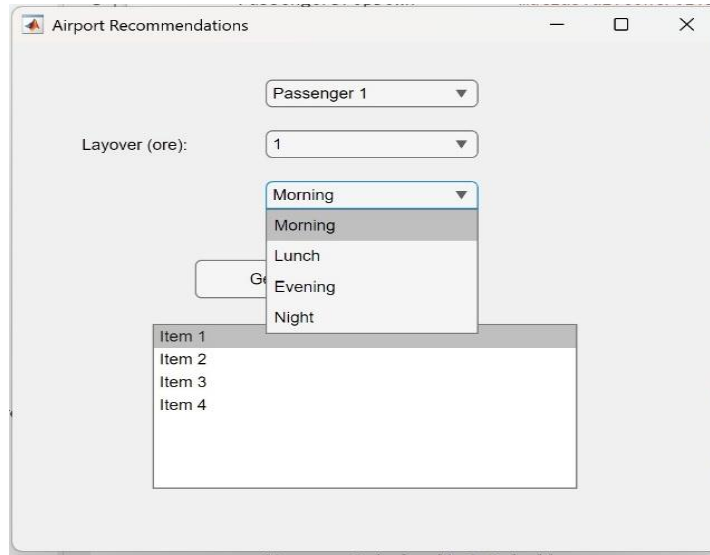 Airport Recommendations
Passenger 1
Layover (ore):
1
Morning
Morning
Lunch
Evening
Night
Item 1
Item 2
Item 3
Item 4